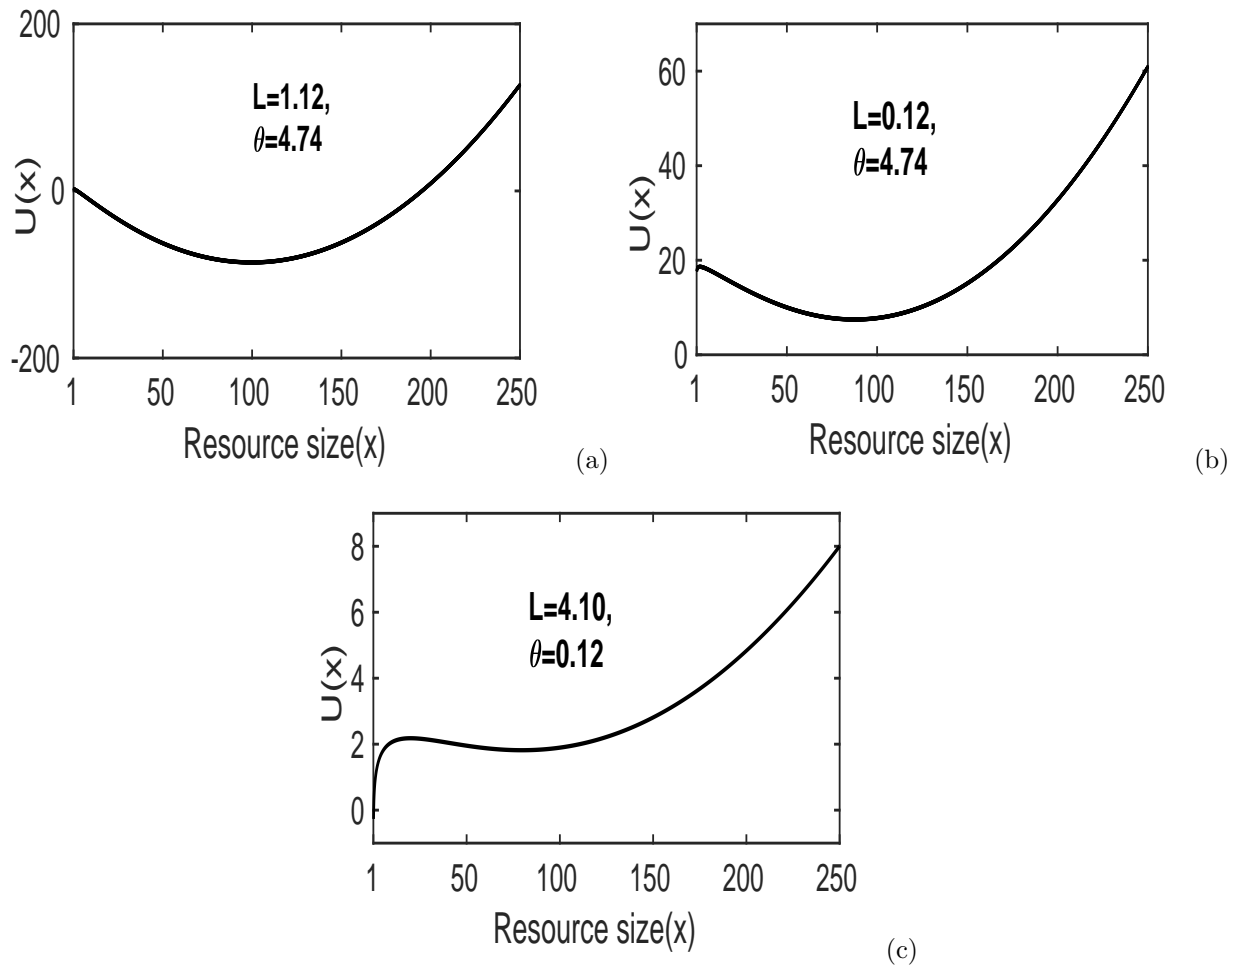 200
0
-200
U(x)
L=1.12,
θ=4.74
1 50 100 150 200 250
Resource size(x)
(a)
60
40
20
0
U(x)
L=0.12,
θ=4.74
1 50 100 150 200 250
Resource size(x)
(b)
8
6
4
2
0
U(x)
L=4.10,
θ=0.12
1 50 100 150 200 250
Resource size(x)
(c)